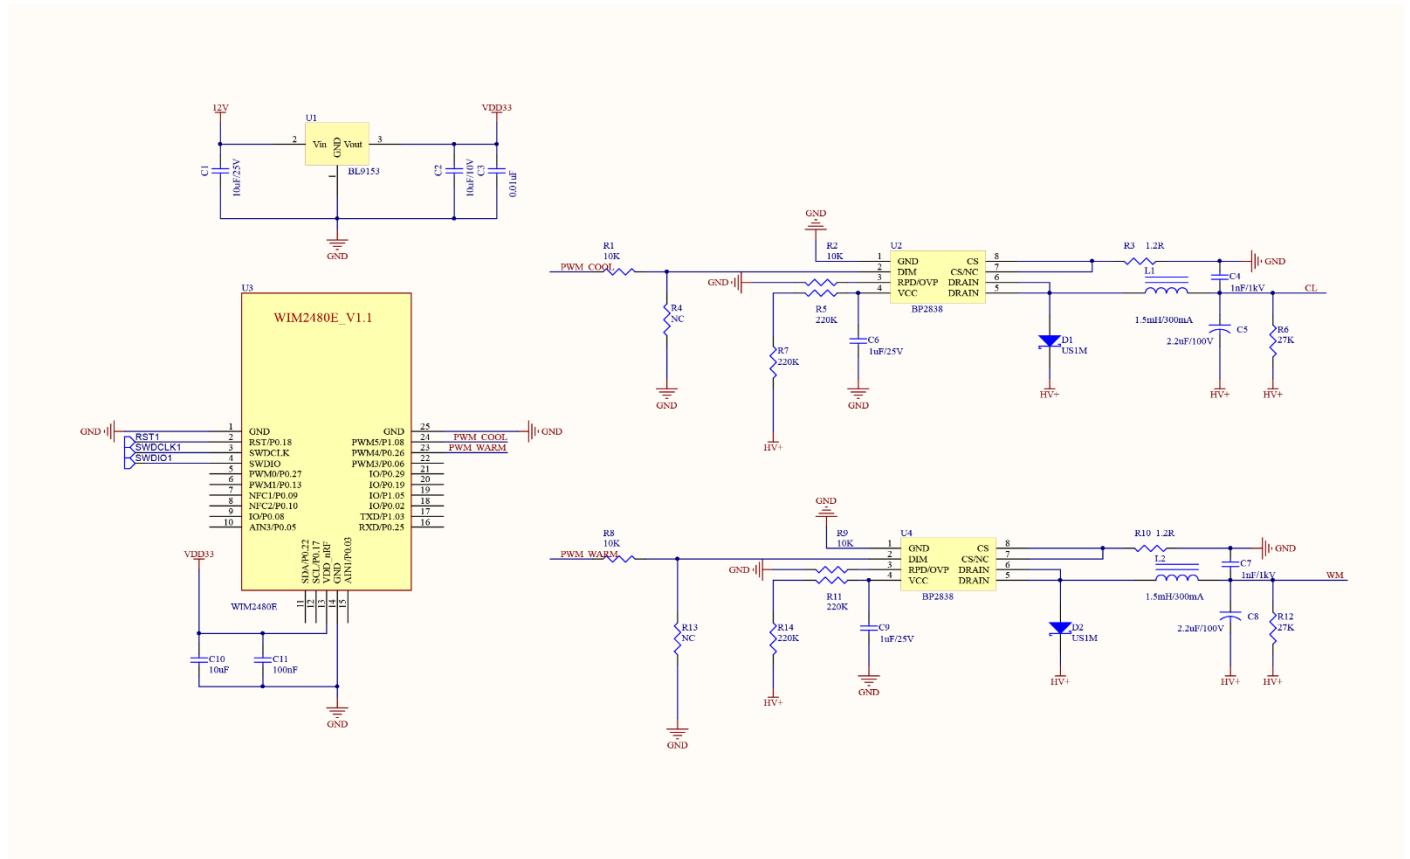 12V
VDD33
U1
2
Vin
GND
Vout
3
1
BL9153
C1
10uF/25V
C2
10uF/10V
C3
0.01uF
GND
U3
WIM2480E_V1.1
GND
1
GND
RST1
2
RST/P0.18
SWDCLK1
3
SWDCLK
SWDIO1
4
SWDIO
5
PWM0/P0.27
6
PWM1/P0.13
7
NFC1/P0.09
8
NFC2/P0.10
9
IO/P0.08
10
AIN3/P0.05
GND
25
GND
PWM5/P1.08
24
PWM_COOL
PWM4/P0.26
23
PWM_WARM
PWM3/P0.06
22
IO/P0.29
21
IO/P0.19
20
IO/P1.05
19
IO/P0.02
18
TXD/P1.03
17
RXD/P0.25
16
SDA/P0.22
SCL/P0.17
VDD_nRF
GND
AIN1/P0.03
11
12
13
14
15
WIM2480E
VDD33
C10
10uF
C11
100nF
GND
GND
R1
10K
PWM_COOL
R2
10K
GND
R4
NC
GND
R5
220K
R7
220K
HV+
C6
1uF/25V
GND
U2
1
GND
2
DIM
3
RPD/OVP
4
VCC
CS
8
CS/NC
7
DRAIN
6
DRAIN
5
BP2838
R3 1.2R
GND
L1
1.5mH/300mA
C4
1nF/1kV
CL
D1
US1M
HV+
C5
2.2uF/100V
HV+
R6
27K
HV+
GND
R8
10K
PWM_WARM
R9
10K
GND
R13
NC
GND
R11
220K
R14
220K
HV+
C9
1uF/25V
GND
U4
1
GND
2
DIM
3
RPD/OVP
4
VCC
CS
8
CS/NC
7
DRAIN
6
DRAIN
5
BP2838
R10 1.2R
GND
L2
1.5mH/300mA
C7
1nF/1kV
WM
D2
US1M
HV+
C8
2.2uF/100V
HV+
R12
27K
HV+